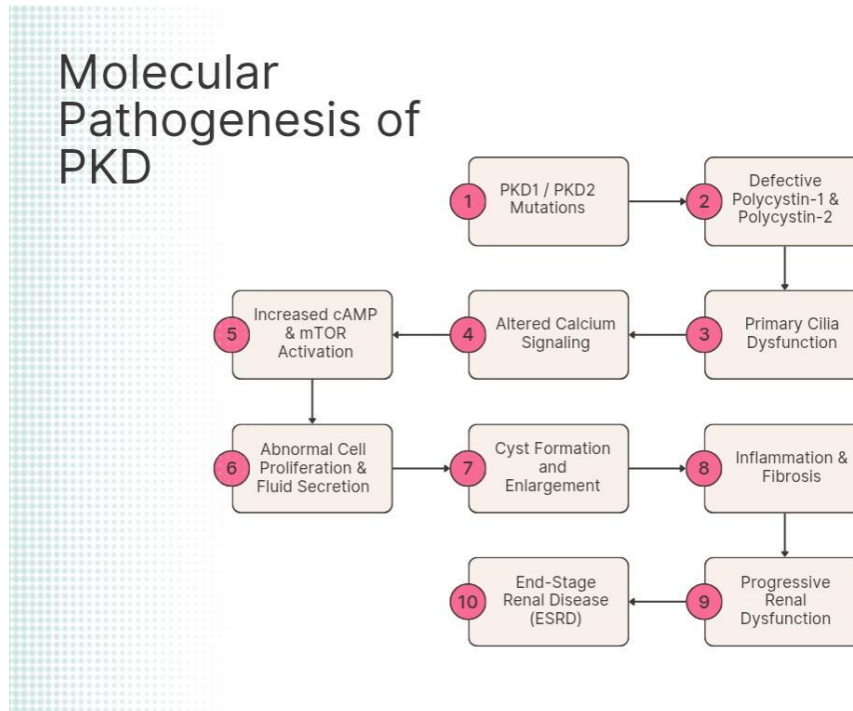 Molecular
Pathogenesis of
PKD
1
PKD1 / PKD2
Mutations
2
Defective
Polycystin-1 &
Polycystin-2
3
Primary Cilia
Dysfunction
4
Altered Calcium
Signaling
5
Increased cAMP
& mTOR
Activation
6
Abnormal Cell
Proliferation &
Fluid Secretion
7
Cyst Formation
and
Enlargement
8
Inflammation &
Fibrosis
9
Progressive
Renal
Dysfunction
10
End-Stage
Renal Disease
(ESRD)